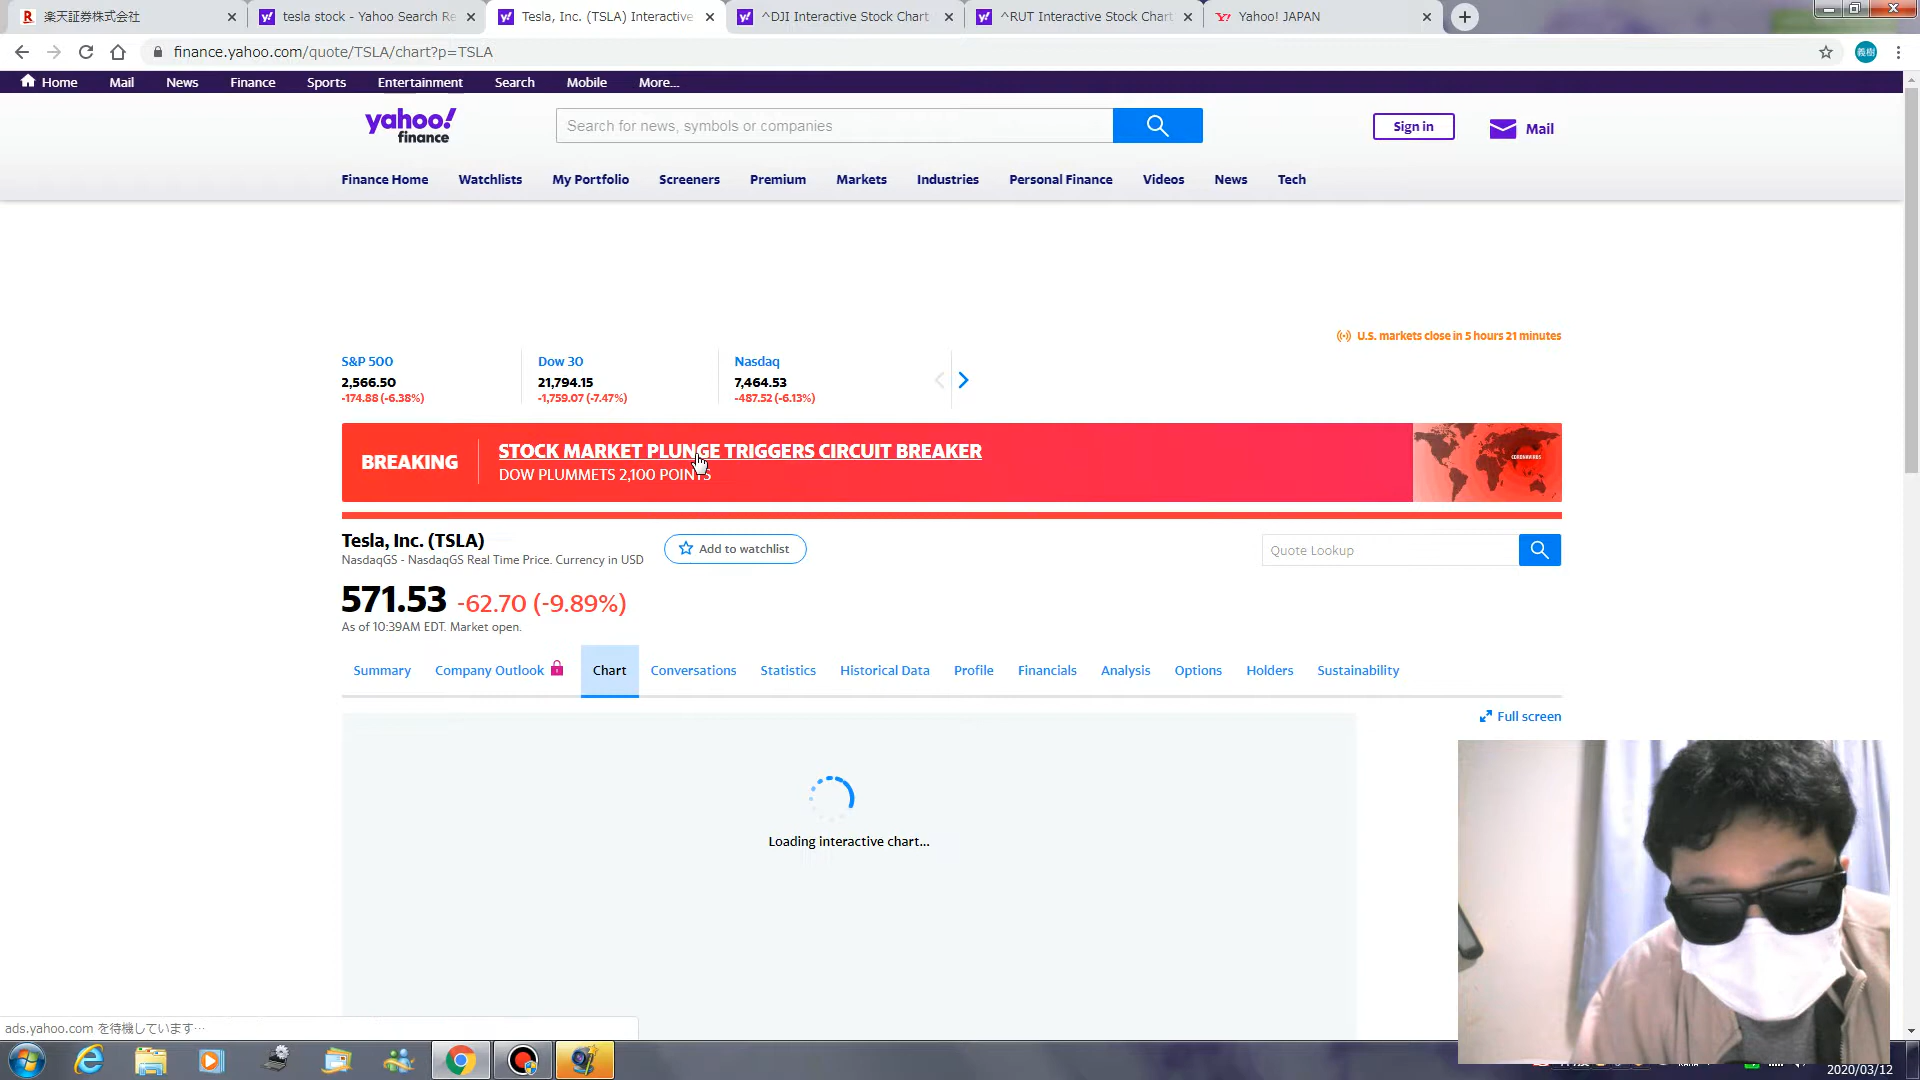 楽天証券株式会社
tesla stock - Yahoo Search Re
Tesla, Inc. (TSLA) Interactive
^DJI Interactive Stock Chart
^RUT Interactive Stock Chart
Yahoo! JAPAN
finance.yahoo.com/quote/TSLA/chart?p=TSLA
義樹
Home Mail News Finance Sports Entertainment Search Mobile More...
yahoo! finance
Search for news, symbols or companies
Sign in
Mail
Finance Home Watchlists My Portfolio Screeners Premium Markets Industries Personal Finance Videos News Tech
U.S. markets close in 5 hours 21 minutes
S&P 500
2,566.50
-174.88 (-6.38%)
Dow 30
21,794.15
-1,759.07 (-7.47%)
Nasdaq
7,464.53
-487.52 (-6.13%)
BREAKING
STOCK MARKET PLUNGE TRIGGERS CIRCUIT BREAKER
DOW PLUMMETS 2,100 POINTS
CORONAVIRUS
Tesla, Inc. (TSLA)
NasdaqGS - NasdaqGS Real Time Price. Currency in USD
Add to watchlist
Quote Lookup
571.53 -62.70 (-9.89%)
As of 10:39AM EDT. Market open.
Summary Company Outlook Chart Conversations Statistics Historical Data Profile Financials Analysis Options Holders Sustainability
Full screen
Loading interactive chart...
ads.yahoo.com を待機しています…
2020/03/12